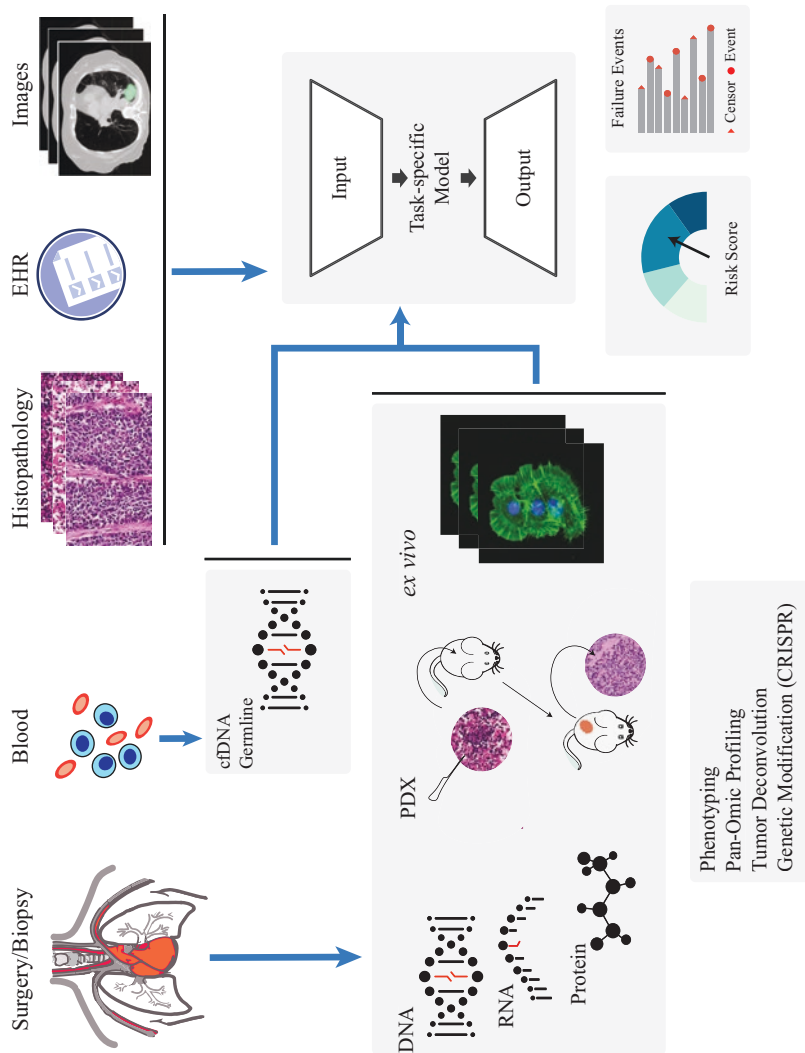 Surgery/Biopsy
Blood
Histopathology
EHR
Images
cfDNA
Germline
DNA
RNA
Protein
PDX
ex vivo
Input
Task-specific
Model
Output
Risk Score
Failure Events
Censor
Event
Phenotyping
Pan-Omic Profiling
Tumor Deconvolution
Genetic Modification (CRISPR)